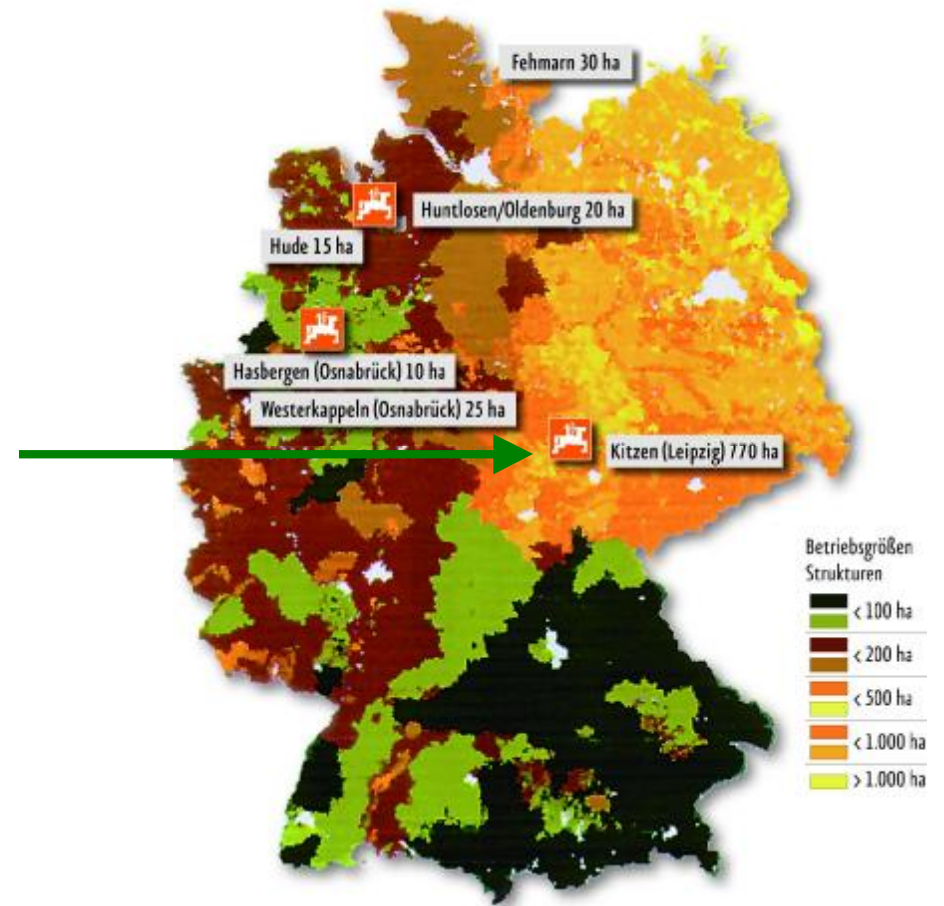 Fehmarn 30 ha
Huntlosen/Oldenburg 20 ha
Hude 15 ha
Hasbergen (Osnabrück) 10 ha
Westerkappeln (Osnabrück) 25 ha
Kitzen (Leipzig) 770 ha
Betriebsgrößen
Strukturen
< 100 ha
< 200 ha
< 500 ha
< 1.000 ha
> 1.000 ha